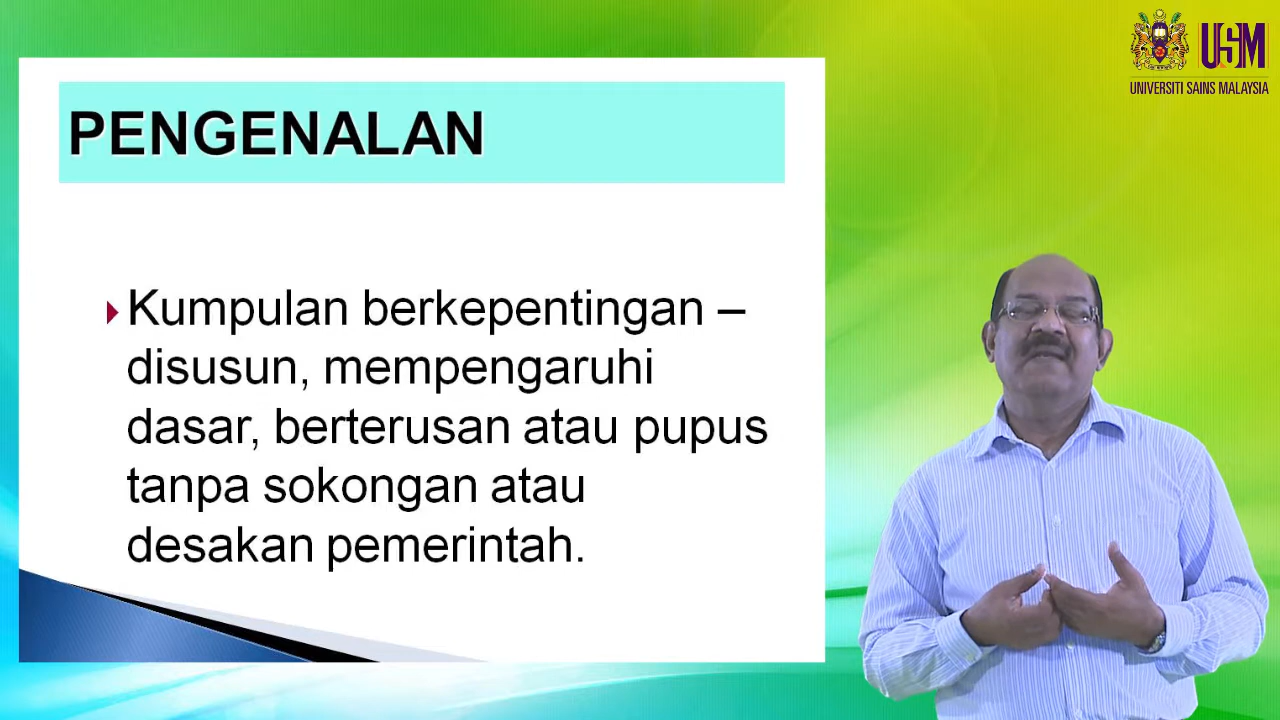 USM
UNIVERSITI SAINS MALAYSIA
PENGENALAN
Kumpulan berkepentingan –
disusun, mempengaruhi
dasar, berterusan atau pupus
tanpa sokongan atau
desakan pemerintah.